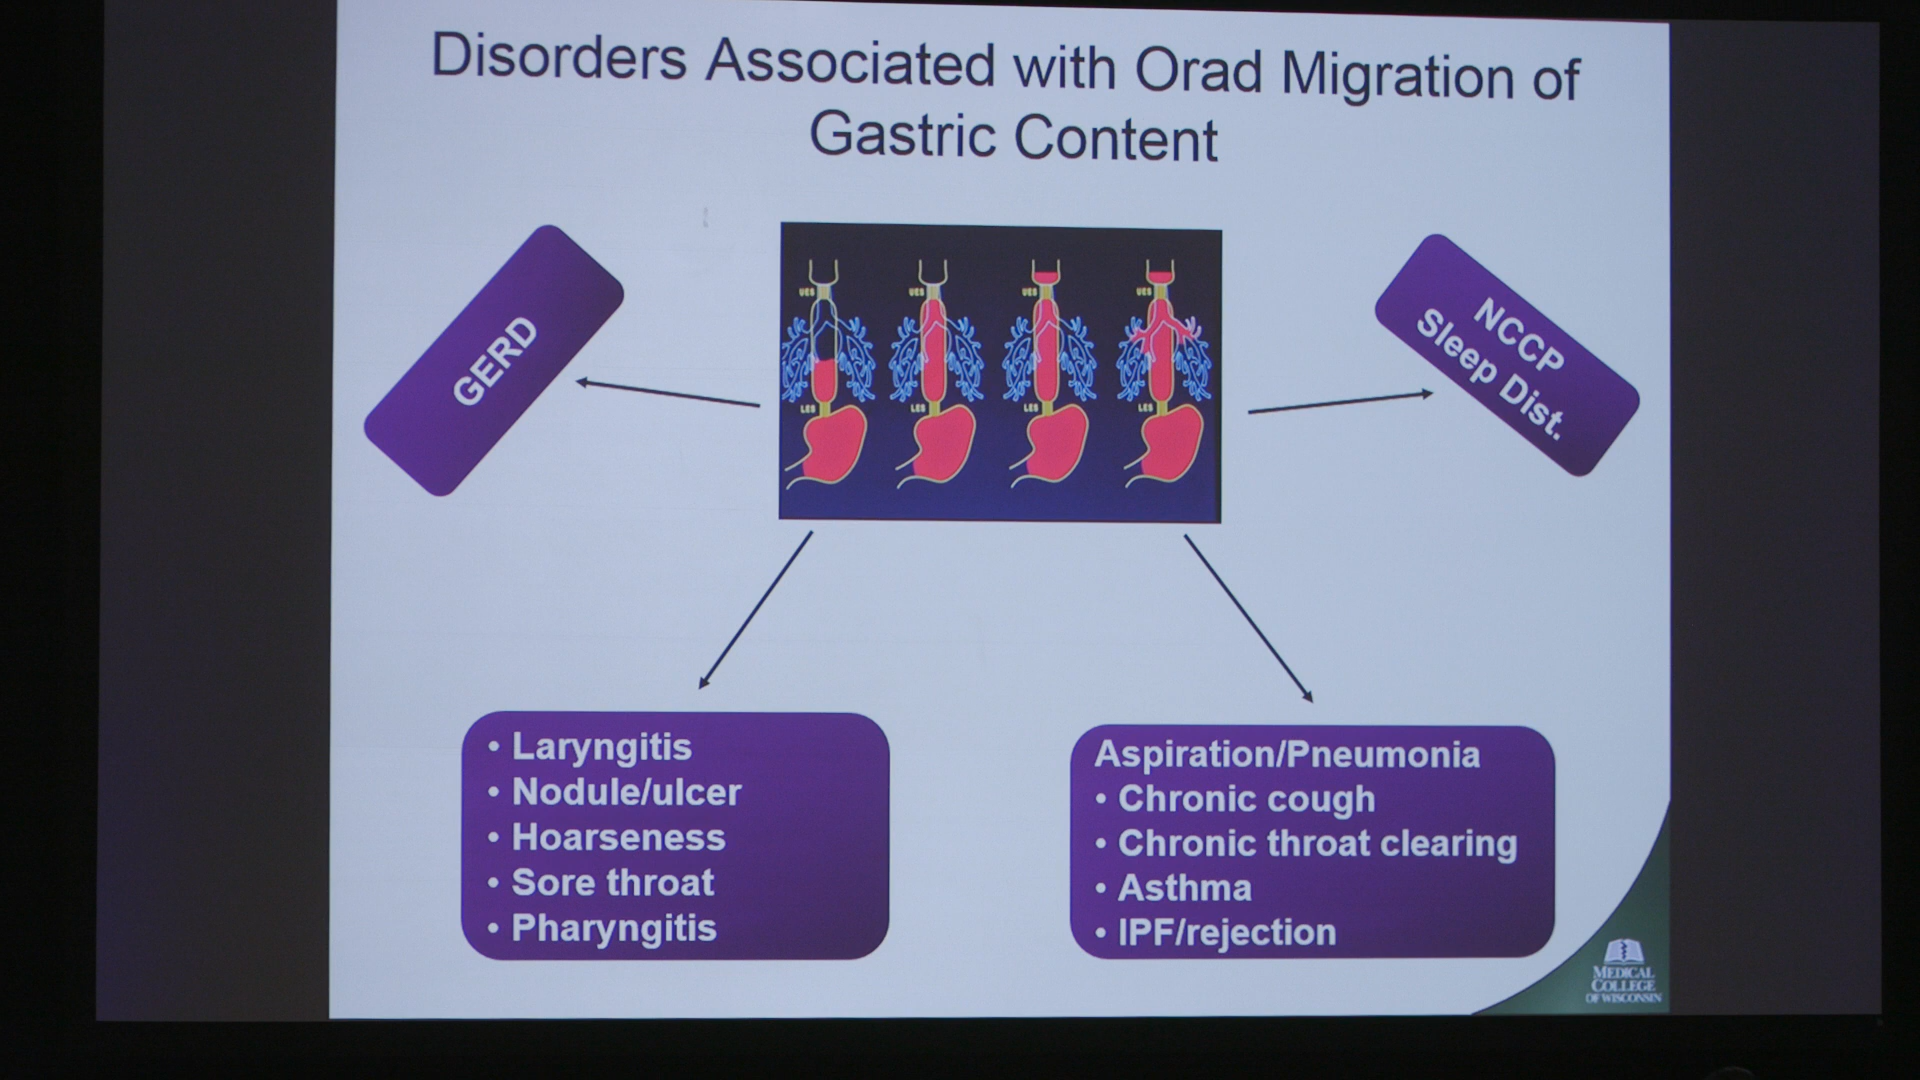 Disorders Associated with Orad Migration of
Gastric Content
GERD
UES UES UES UES
LES LES LES LES
NCCP
Sleep Dist.
• Laryngitis
• Nodule/ulcer
• Hoarseness
• Sore throat
• Pharyngitis
Aspiration/Pneumonia
• Chronic cough
• Chronic throat clearing
• Asthma
• IPF/rejection
MEDICAL
COLLEGE
OF WISCONSIN